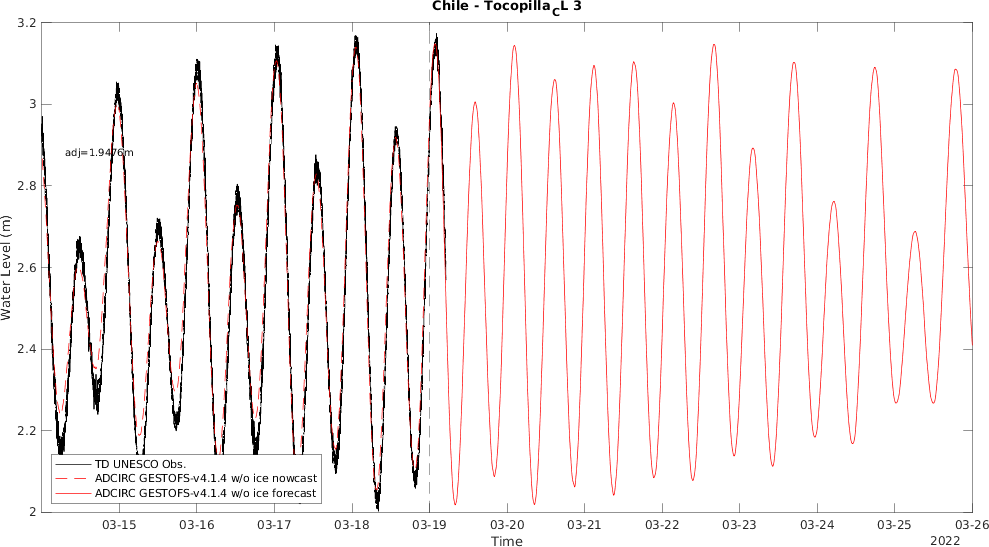 Chile - Tocopilla_CL 3
3.2
3
2.8
2.6
2.4
2.2
2
Water Level (m)
adj=1.9476m
TD UNESCO Obs.
ADCIRC GESTOFS-v4.1.4 w/o ice nowcast
ADCIRC GESTOFS-v4.1.4 w/o ice forecast
03-15 03-16 03-17 03-18 03-19 03-20 03-21 03-22 03-23 03-24 03-25 03-26
Time
2022